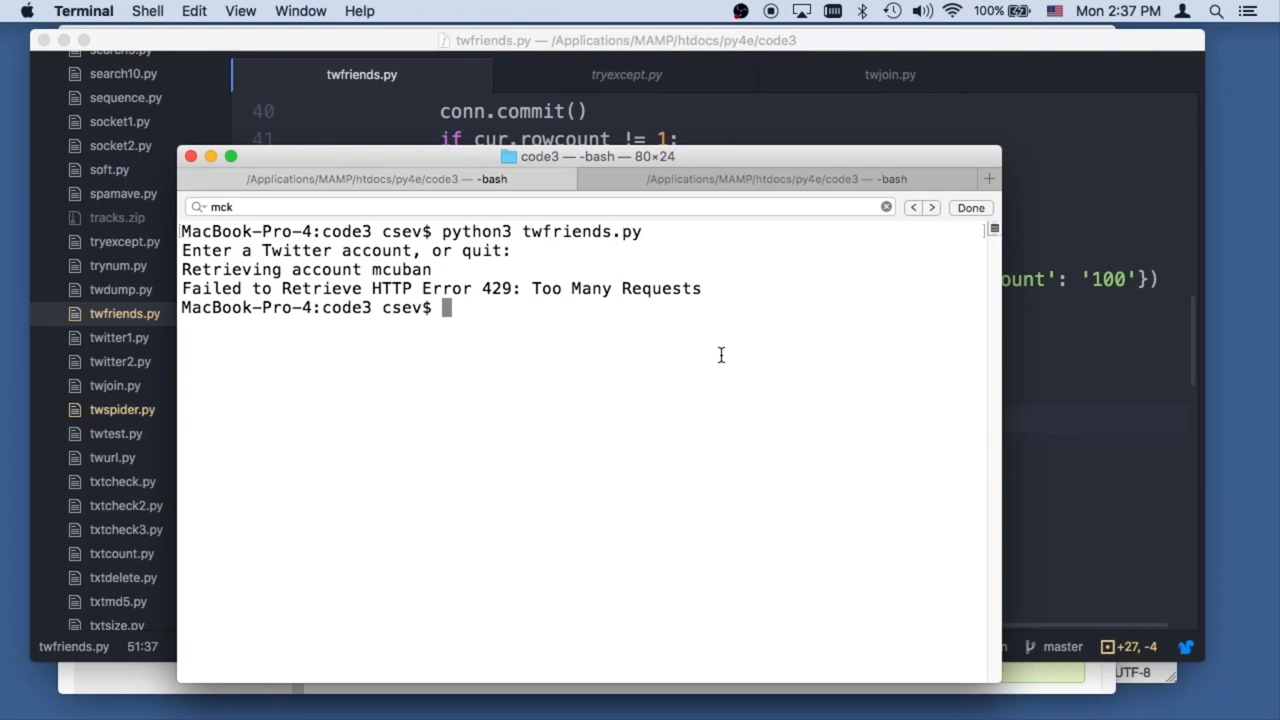 Terminal Shell Edit View Window Help 100% Mon 2:37 PM
twfriends.py — /Applications/MAMP/htdocs/py4e/code3
search10.py
sequence.py
socket1.py
socket2.py
soft.py
spamave.py
tracks.zip
tryexcept.py
trynum.py
twdump.py
twfriends.py
twitter1.py
twitter2.py
twjoin.py
twspider.py
twtest.py
twurl.py
txtcheck.py
txtcheck2.py
txtcheck3.py
txtcount.py
txtdelete.py
txtmd5.py
txtsize.py
twfriends.py tryexcept.py twjoin.py
40 conn.commit()
41 if cur.rowcount != 1:
ount': '100'})
code3 — -bash — 80×24
/Applications/MAMP/htdocs/py4e/code3 — -bash /Applications/MAMP/htdocs/py4e/code3 — -bash +
mck < > Done
MacBook-Pro-4:code3 csev$ python3 twfriends.py
Enter a Twitter account, or quit:
Retrieving account mcuban
Failed to Retrieve HTTP Error 429: Too Many Requests
MacBook-Pro-4:code3 csev$
twfriends.py 51:37 master +27, -4
UTF-8